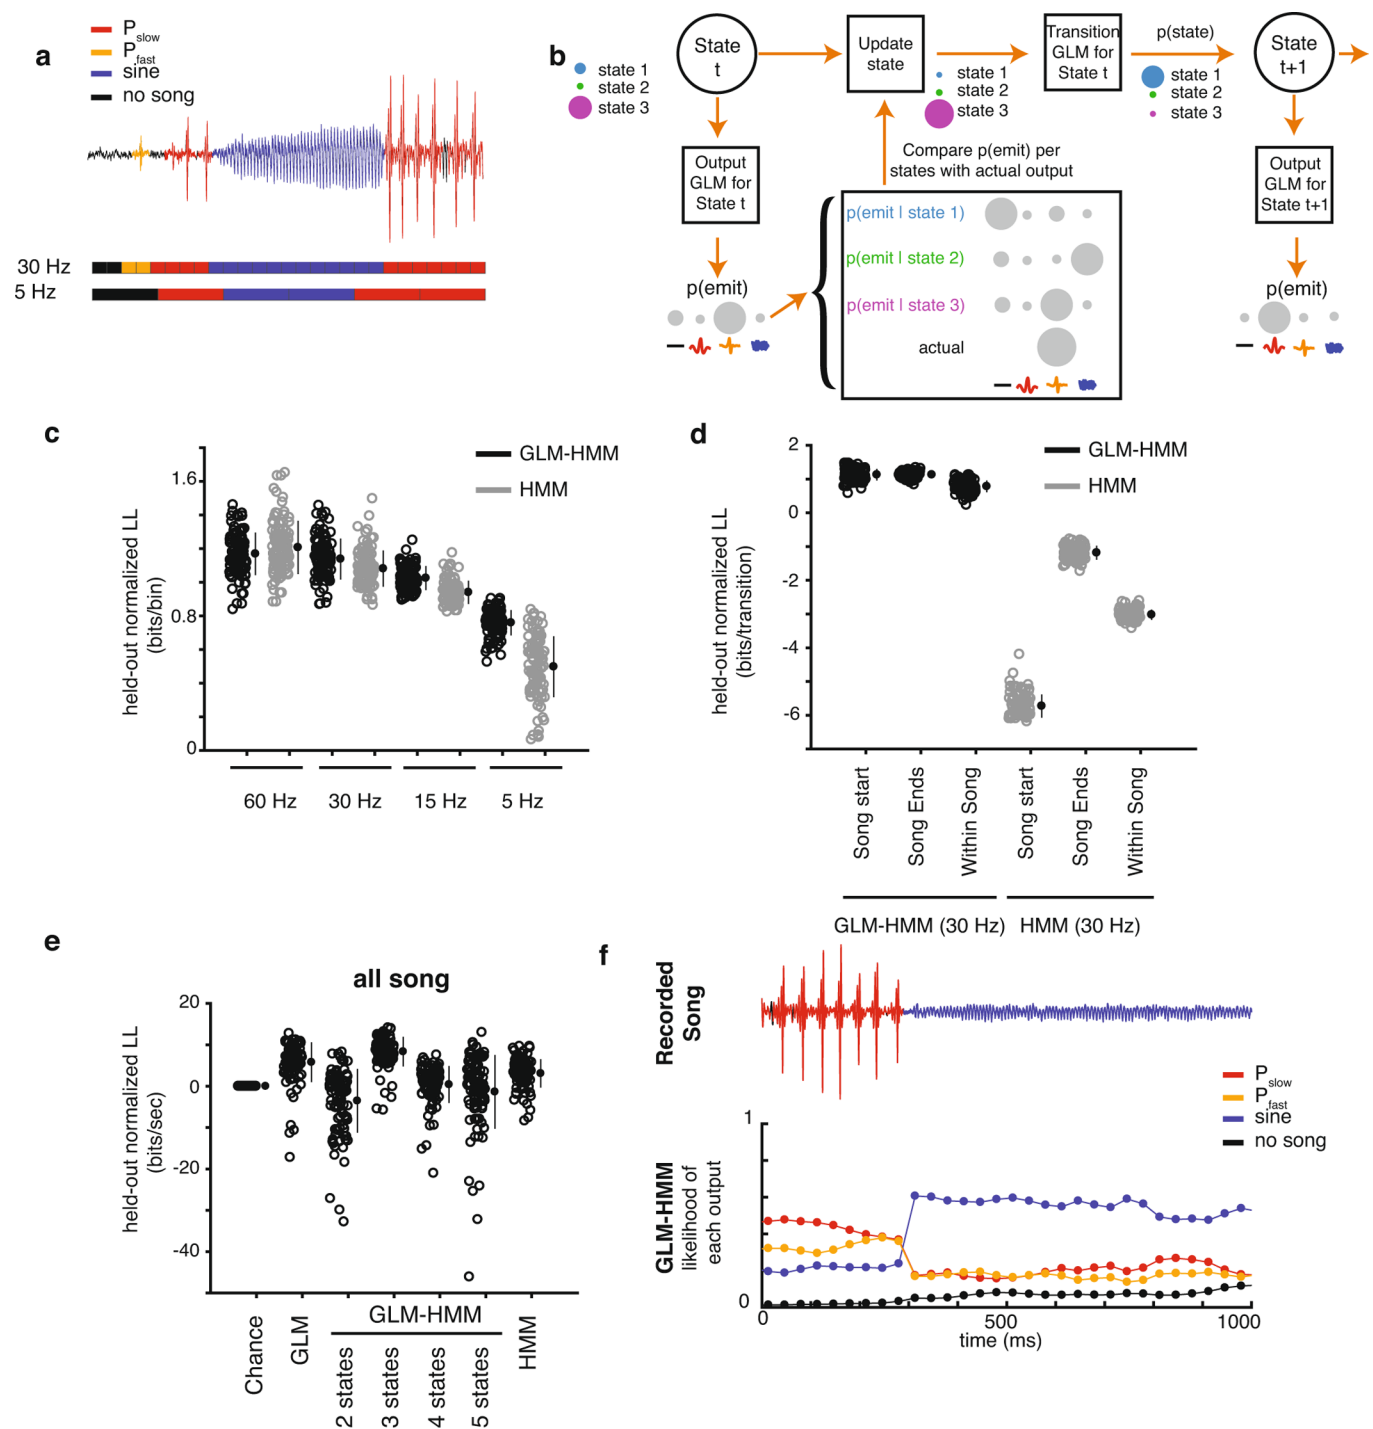 a
P slow
P fast
sine
no song
30 Hz
5 Hz
b
State
t
state 1
state 2
state 3
Update
state
state 1
state 2
state 3
Transition
GLM for
State t
p(state)
state 1
state 2
state 3
State
t+1
Output
GLM for
State t
p(emit)
Compare p(emit) per
states with actual output
p(emit | state 1)
p(emit | state 2)
p(emit | state 3)
actual
Output
GLM for
State t+1
p(emit)
c
GLM-HMM
HMM
held-out normalized LL
(bits/bin)
1.6
0.8
0
60 Hz
30 Hz
15 Hz
5 Hz
d
GLM-HMM
HMM
held-out normalized LL
(bits/transition)
2
0
-2
-4
-6
Song start
Song Ends
Within Song
Song start
Song Ends
Within Song
GLM-HMM (30 Hz)
HMM (30 Hz)
e
all song
held-out normalized LL
(bits/sec)
20
0
-20
-40
Chance
GLM
GLM-HMM
2 states
3 states
4 states
5 states
HMM
f
Recorded
Song
P slow
P fast
sine
no song
GLM-HMM
likelihood of
each output
1
0
0
500
1000
time (ms)